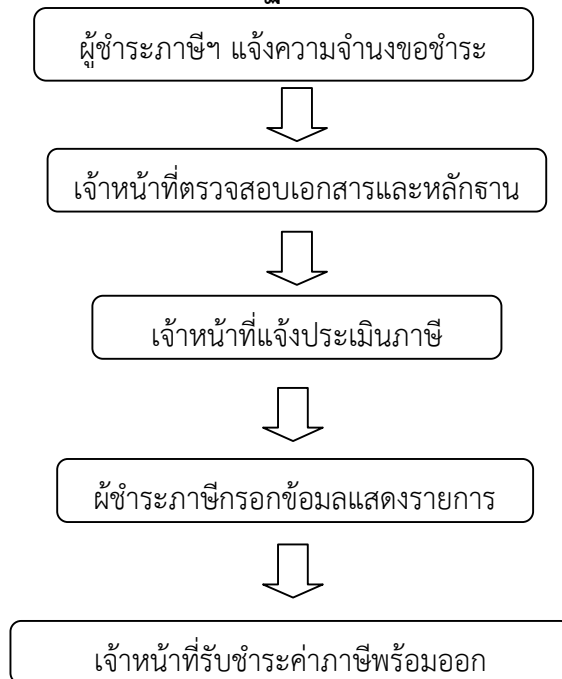 ผู้ชำระภาษีฯ แจ้งความจำนงขอชำระ
เจ้าหน้าที่ตรวจสอบเอกสารและหลักฐาน
เจ้าหน้าที่แจ้งประเมินภาษี
ผ้ชำระภาษีกรอกข้อมลแสดงรายการ
เจ้าหน้าที่รับชำระค่าภาษีพร้อมออก